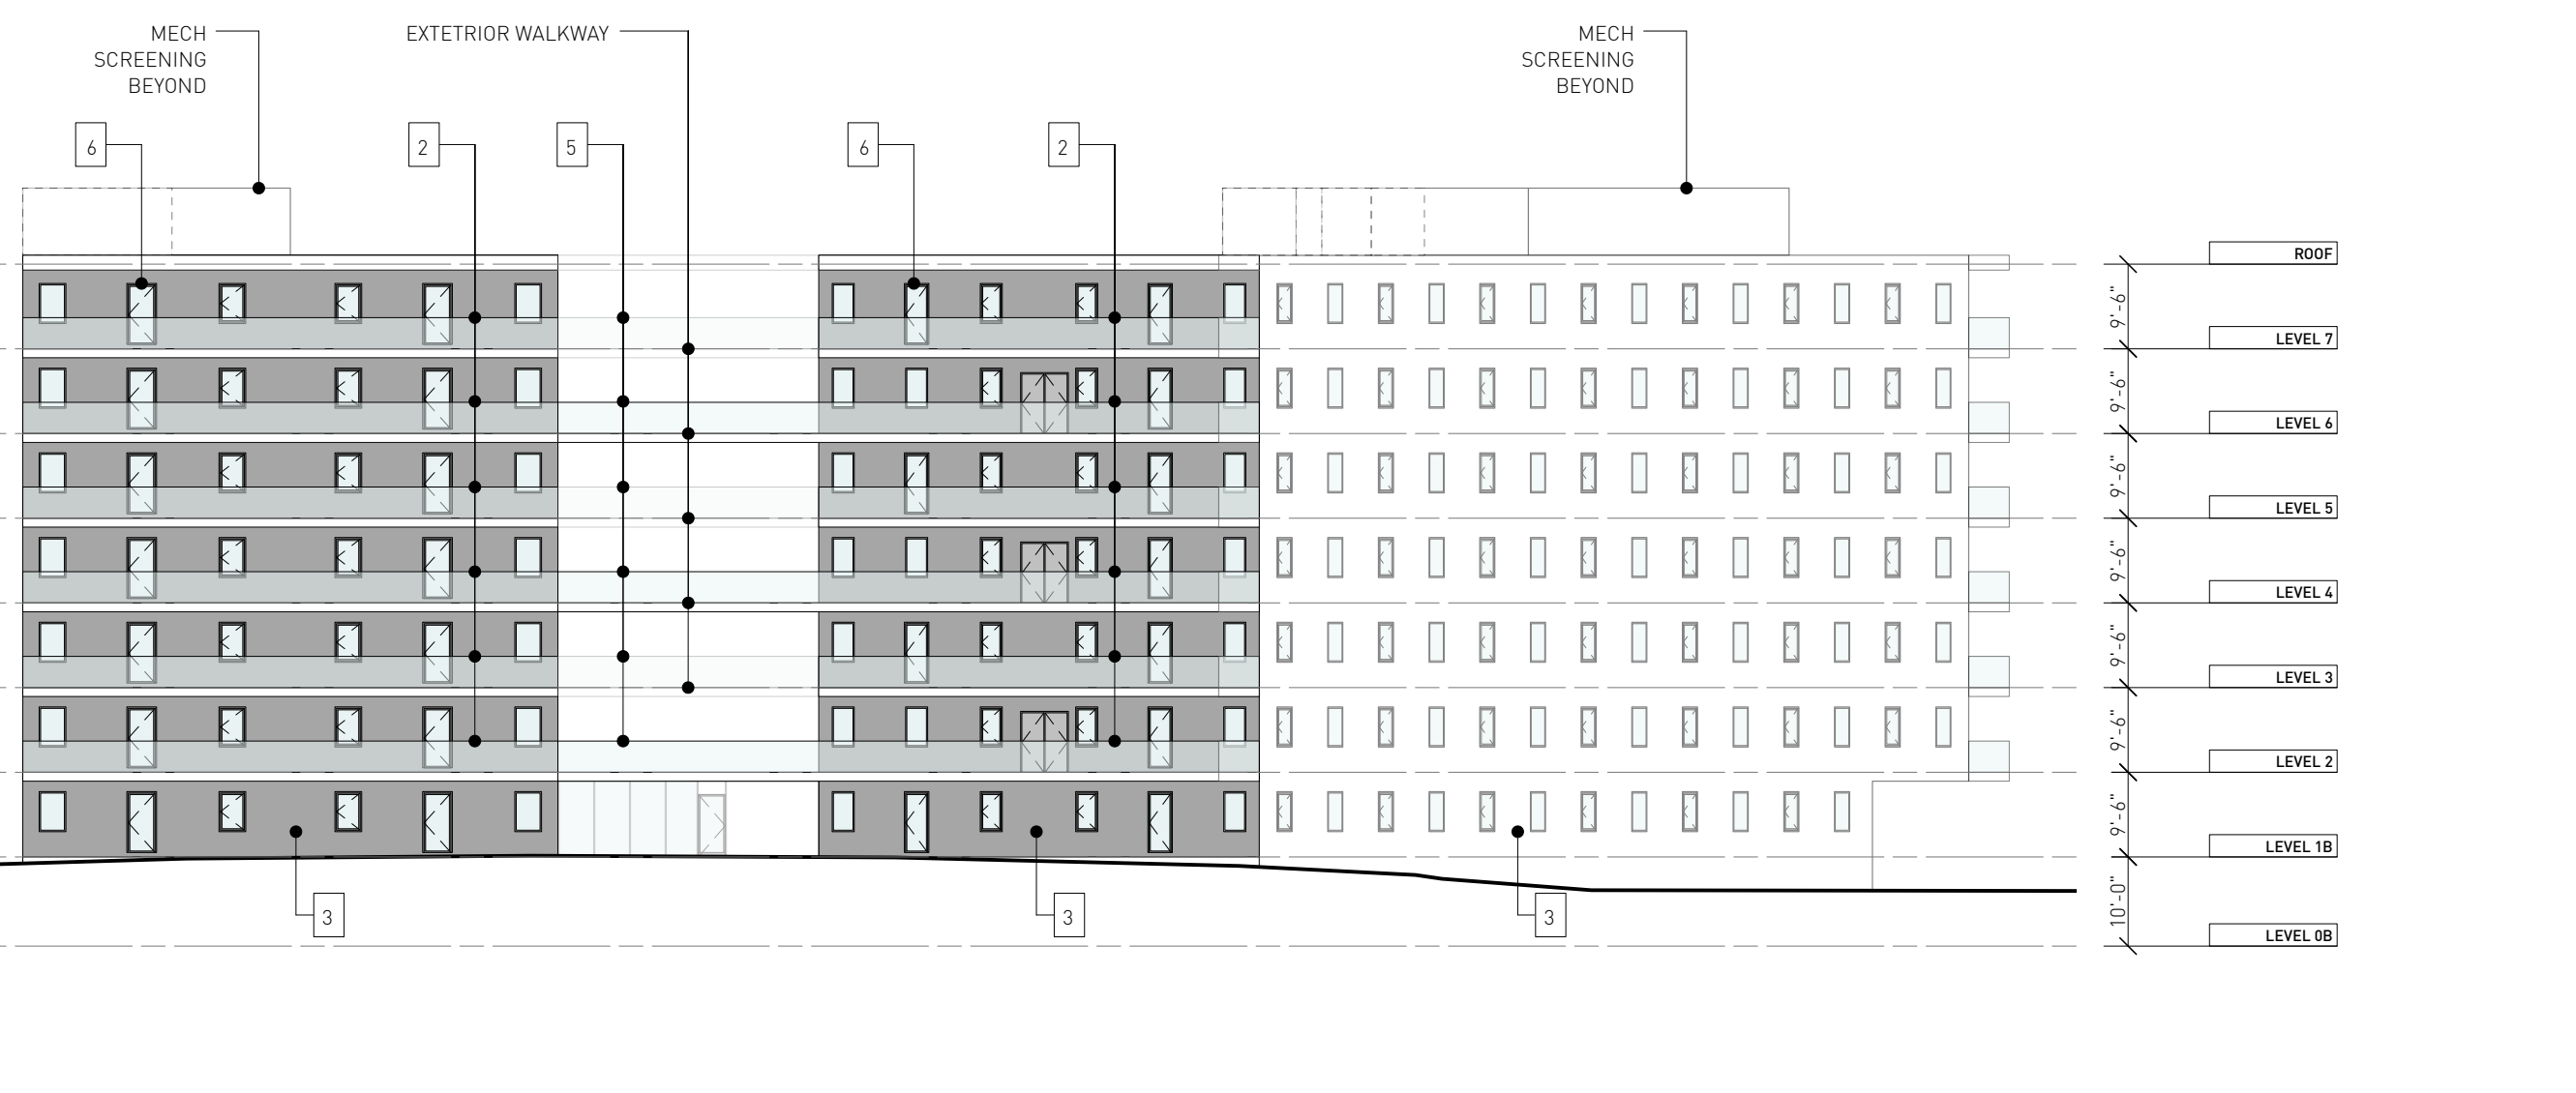 MECH
SCREENING
BEYOND
EXTETRIOR WALKWAY
MECH
SCREENING
BEYOND
6
2
5
6
2
ROOF
9'-6"
LEVEL 7
9'-6"
LEVEL 6
9'-6"
LEVEL 5
9'-6"
LEVEL 4
9'-6"
LEVEL 3
9'-6"
LEVEL 2
9'-6"
LEVEL 1B
10'-0"
3
3
3
LEVEL 0B